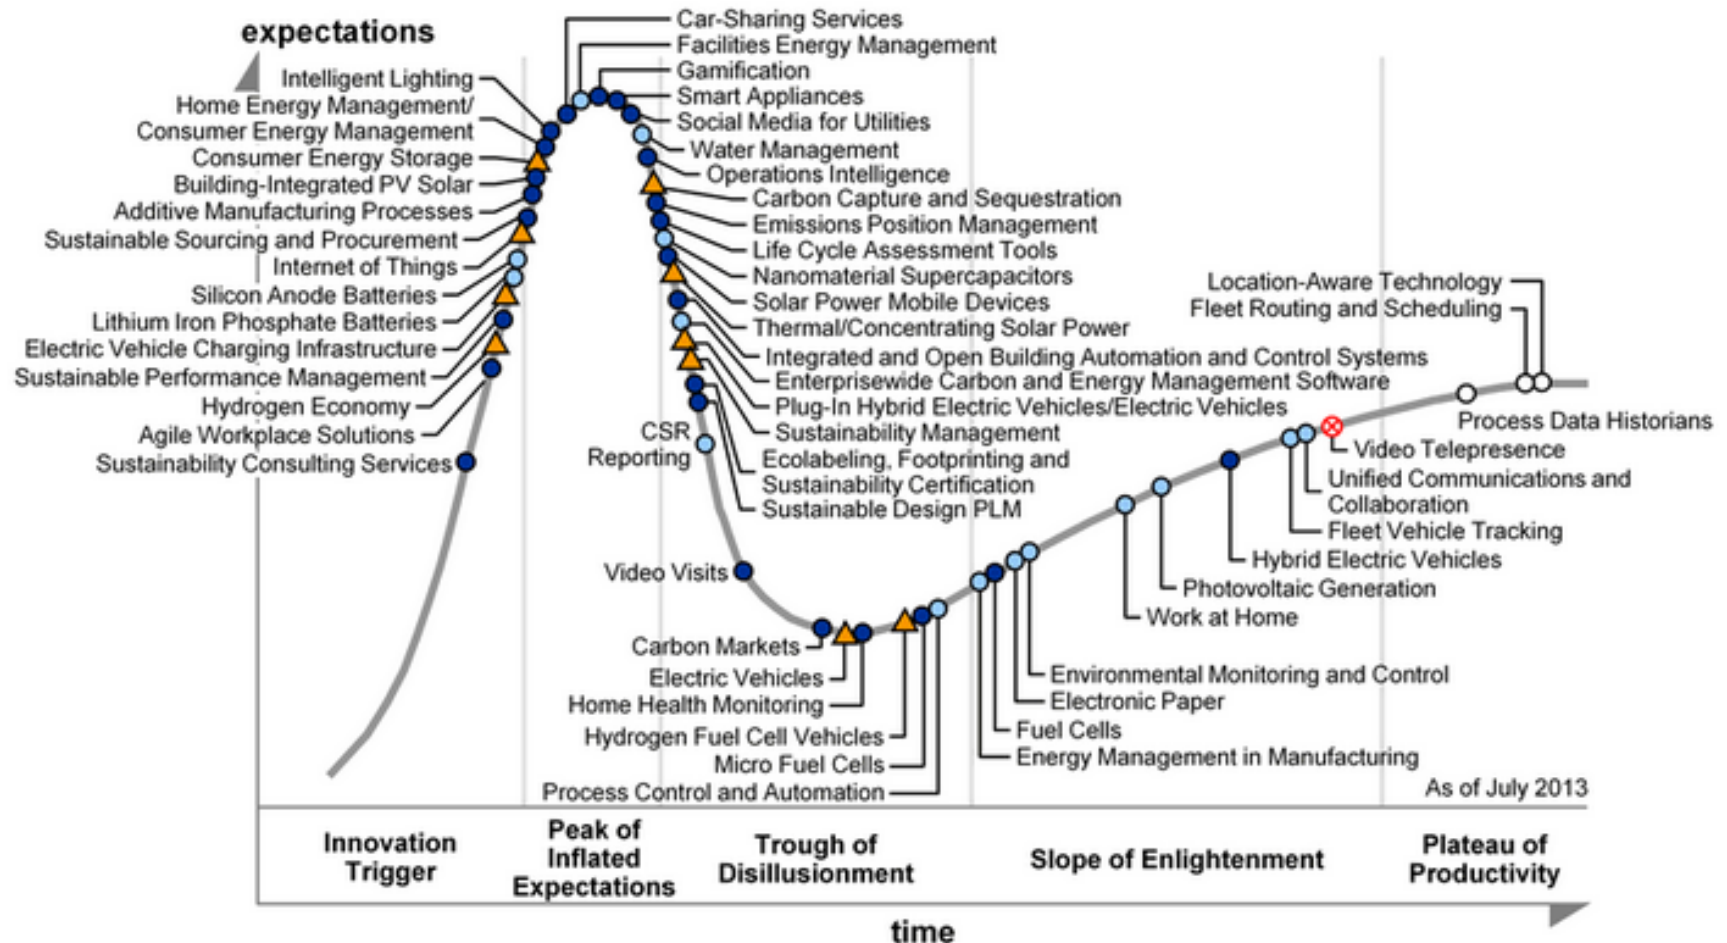 expectations
Intelligent Lighting
Home Energy Management/
Consumer Energy Management
Consumer Energy Storage
Building-Integrated PV Solar
Additive Manufacturing Processes
Sustainable Sourcing and Procurement
Internet of Things
Silicon Anode Batteries
Lithium Iron Phosphate Batteries
Electric Vehicle Charging Infrastructure
Sustainable Performance Management
Hydrogen Economy
Agile Workplace Solutions
Sustainability Consulting Services
Car-Sharing Services
Facilities Energy Management
Gamification
Smart Appliances
Social Media for Utilities
Water Management
Operations Intelligence
Carbon Capture and Sequestration
Emissions Position Management
Life Cycle Assessment Tools
Nanomaterial Supercapacitors
Solar Power Mobile Devices
Thermal/Concentrating Solar Power
Integrated and Open Building Automation and Control Systems
Enterprisewide Carbon and Energy Management Software
Plug-In Hybrid Electric Vehicles/Electric Vehicles
Sustainability Management
Ecolabeling, Footprinting and
Sustainability Certification
Sustainable Design PLM
CSR
Reporting
Video Visits
Carbon Markets
Electric Vehicles
Home Health Monitoring
Hydrogen Fuel Cell Vehicles
Micro Fuel Cells
Process Control and Automation
Location-Aware Technology
Fleet Routing and Scheduling
Process Data Historians
Video Telepresence
Unified Communications and
Collaboration
Fleet Vehicle Tracking
Hybrid Electric Vehicles
Photovoltaic Generation
Work at Home
Environmental Monitoring and Control
Electronic Paper
Fuel Cells
Energy Management in Manufacturing
As of July 2013
Innovation
Trigger
Peak of
Inflated
Expectations
Trough of
Disillusionment
Slope of Enlightenment
Plateau of
Productivity
time